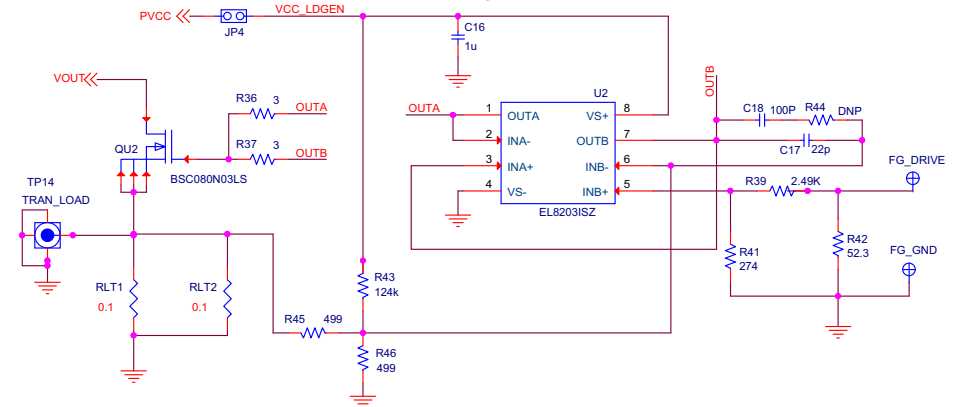 PVCC
VCC_LDGEN
JP4
C16
1u
VOUT
R36 3 OUTA
R37 3 OUTB
QU2
BSC080N03LS
OUTA
U2
1 OUTA VS+ 8
2 INA- OUTB 7
3 INA+ INB- 6
4 VS- INB+ 5
EL8203ISZ
OUTB
C18 100P R44 DNP
C17 22p
FG_DRIVE
R39 2.49K
TP14
TRAN_LOAD
R41
274
R42
52.3
FG_GND
RLT1
0.1
RLT2
0.1
R43
124k
R45 499
R46
499